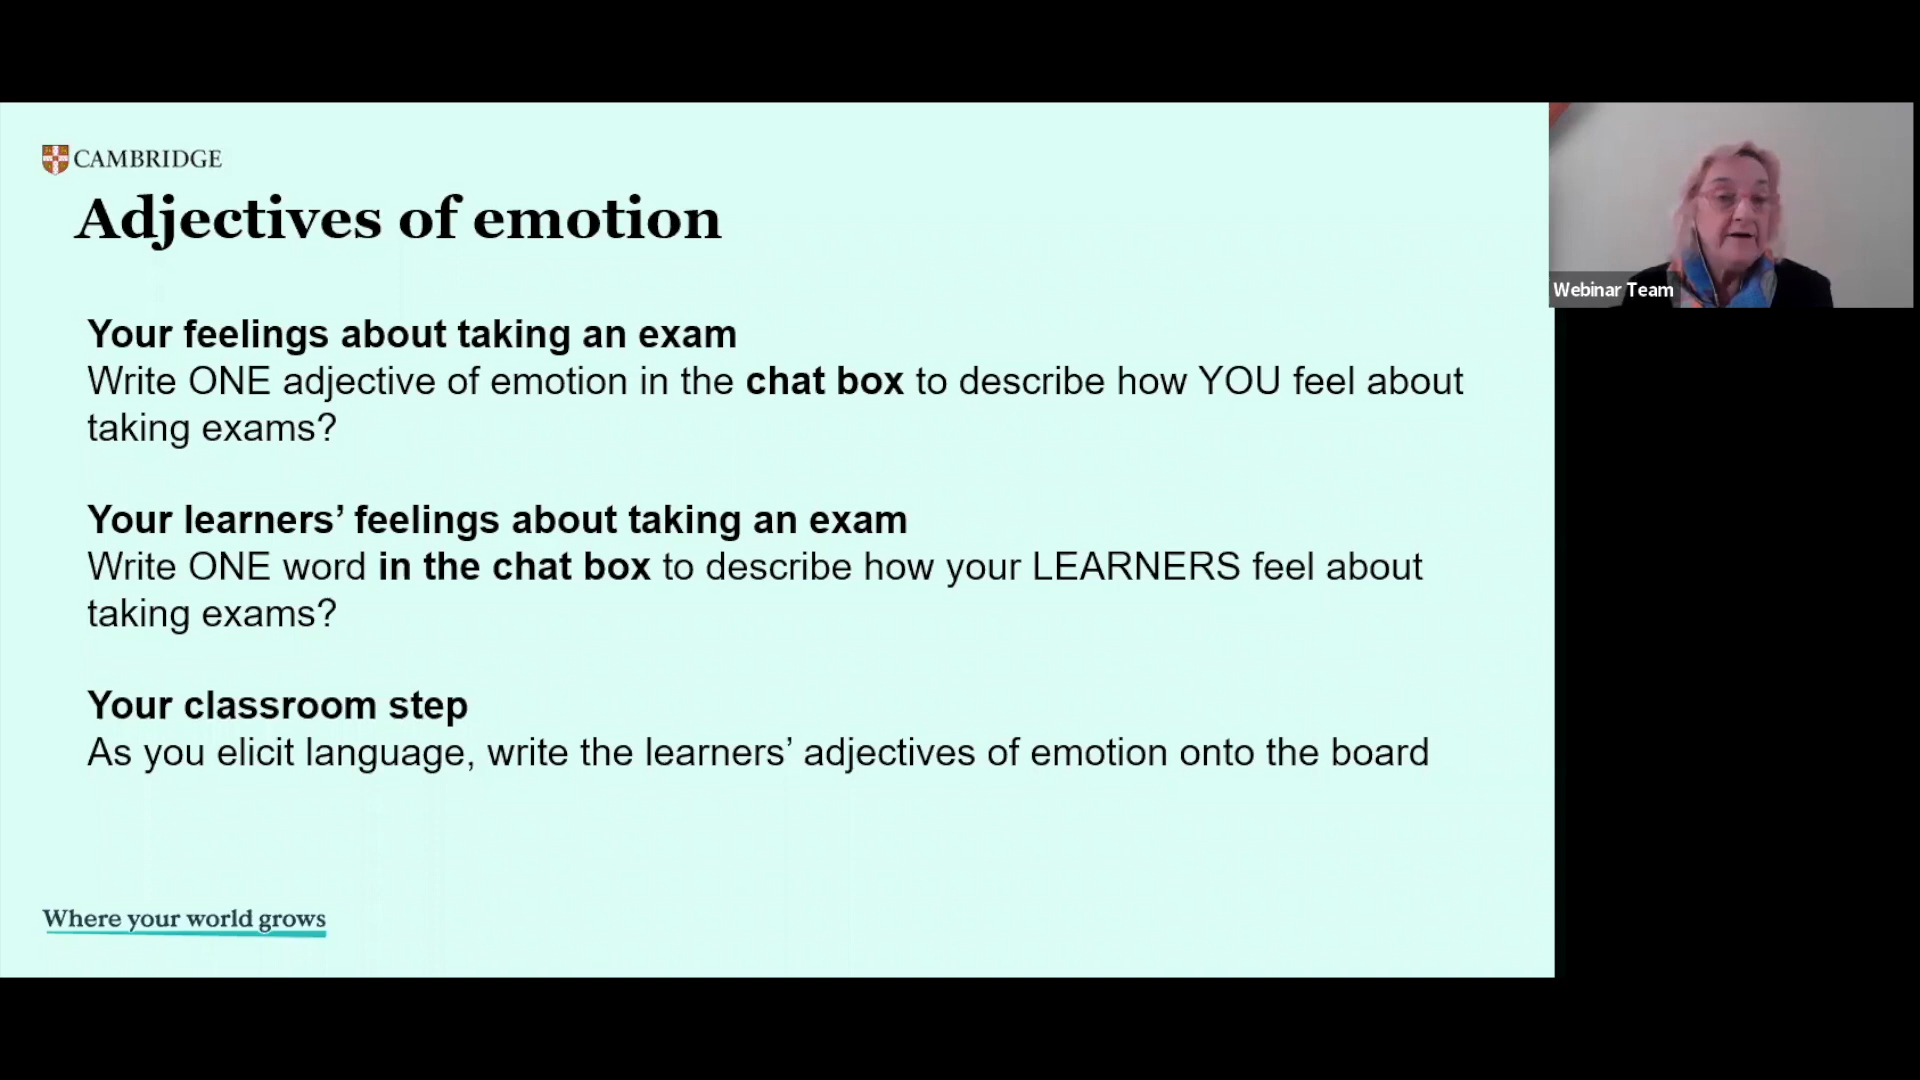 CAMBRIDGE
Adjectives of emotion
Your feelings about taking an exam
Write ONE adjective of emotion in the chat box to describe how YOU feel about
taking exams?
Your learners’ feelings about taking an exam
Write ONE word in the chat box to describe how your LEARNERS feel about
taking exams?
Your classroom step
As you elicit language, write the learners’ adjectives of emotion onto the board
Where your world grows
Webinar Team